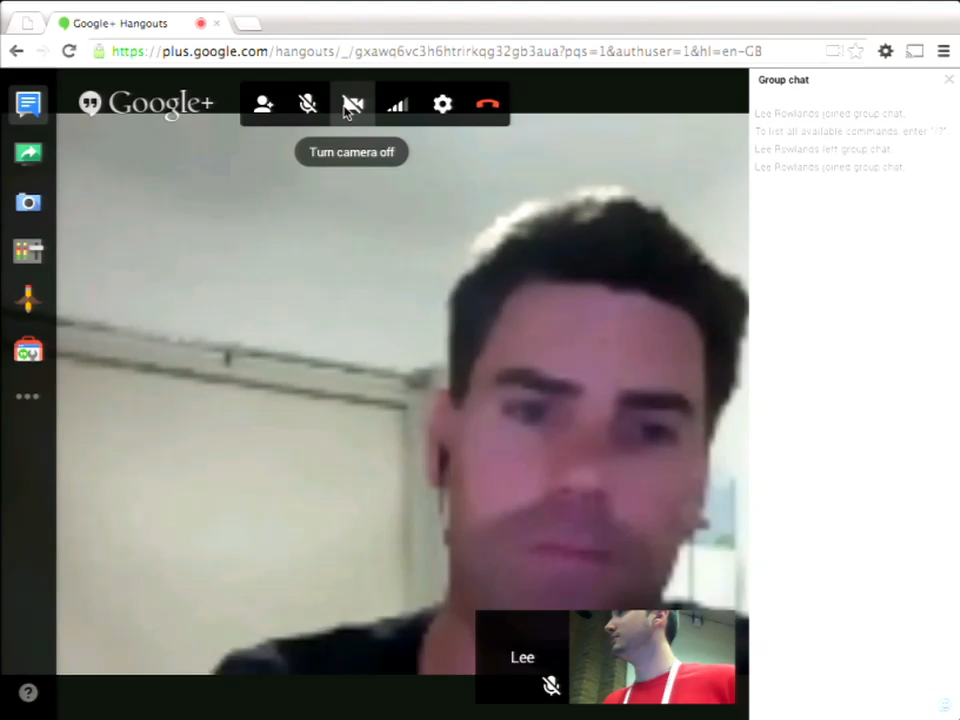 Google+ Hangouts
https://plus.google.com/hangouts/_/gxawq6vc3h6htrirkqg32gb3aua?pqs=1&authuser=1&hl=en-GB
Google+
Group chat
Turn camera off
Lee Rowlands joined group chat.
To list all available commands, enter "/?"
Lee Rowlands left group chat.
Lee Rowlands joined group chat.
Lee